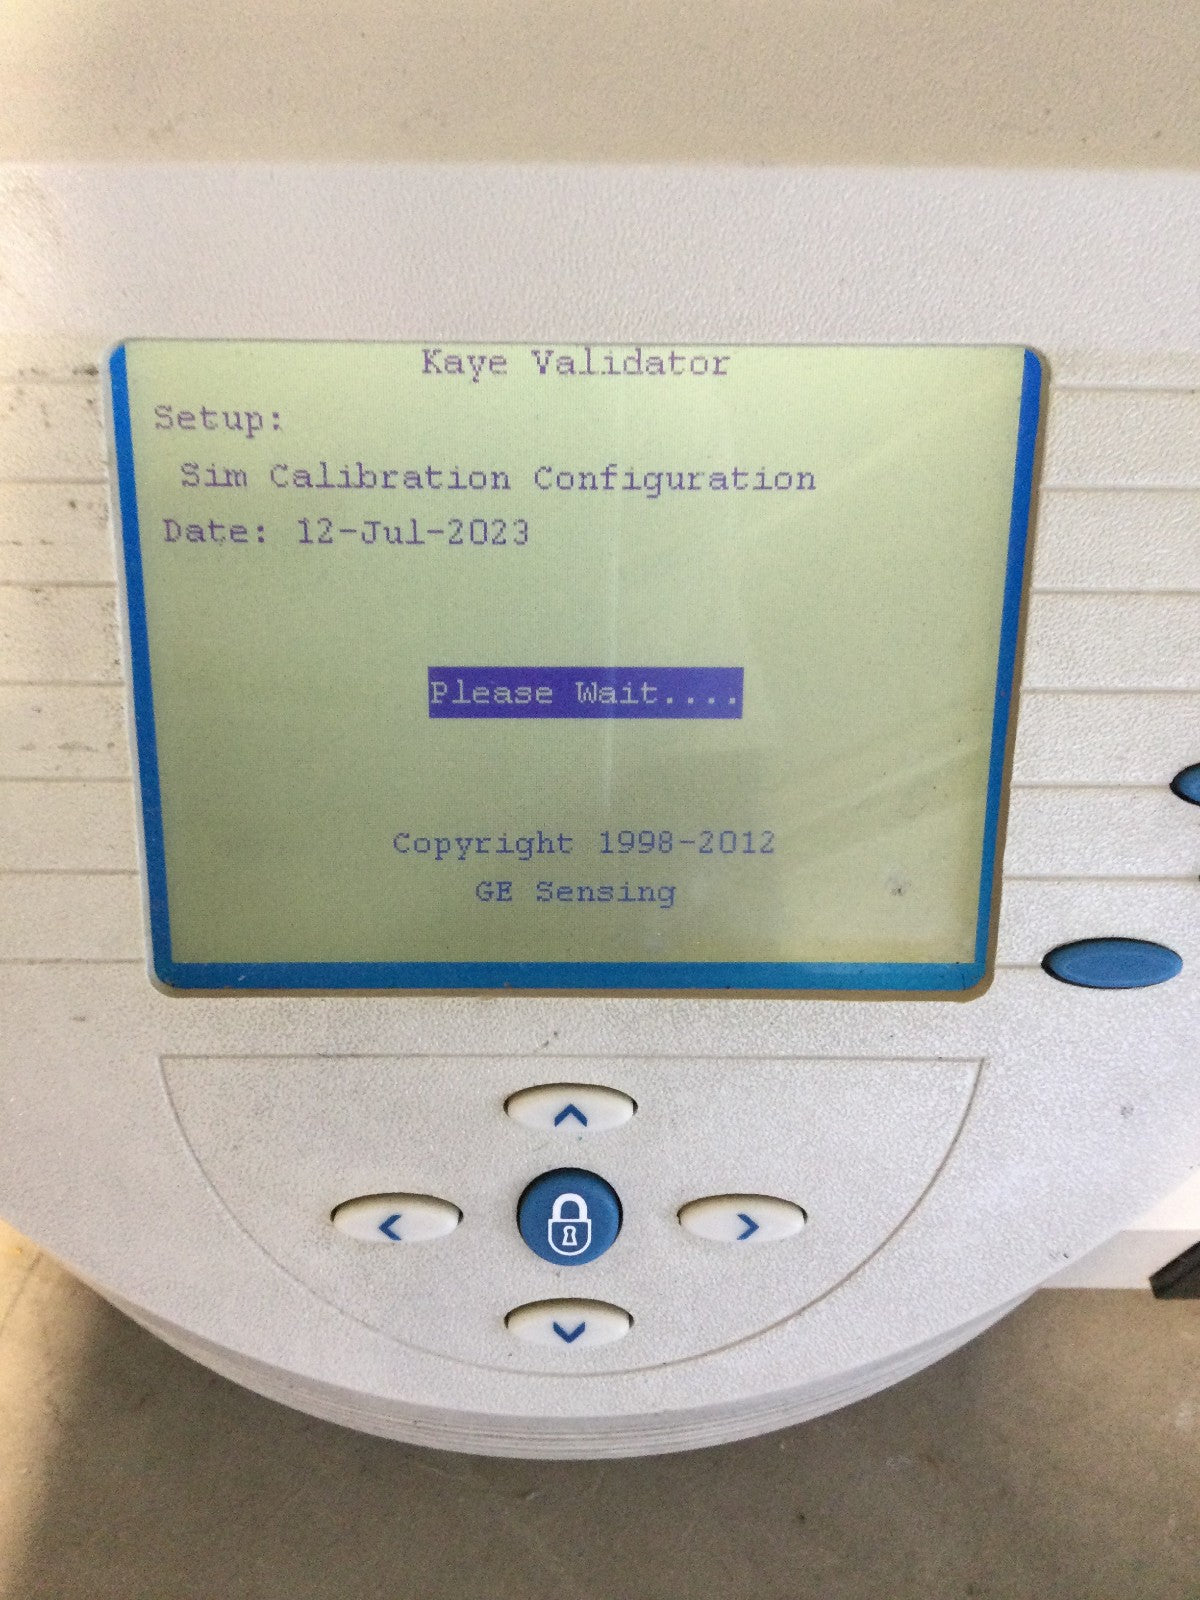 Kaye Validator
Setup:
Sim Calibration Configuration
Date: 12-Jul-2023
Please Wait....
Copyright 1998-2012
GE Sensing